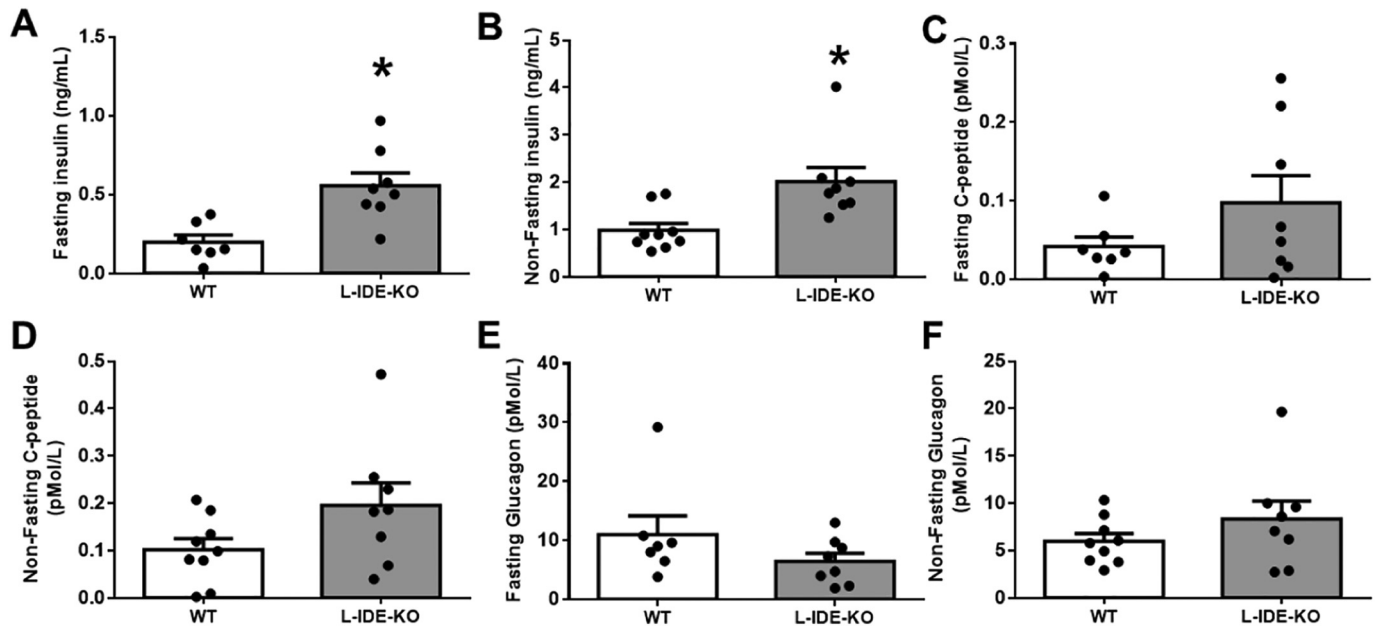 A
Fasting insulin (ng/mL)
1.5
1.0
0.5
0.0
*
WT
L-IDE-KO
B
Non-Fasting insulin (ng/mL)
5
4
3
2
1
0
*
WT
L-IDE-KO
C
Fasting C-peptide (pMol/L)
0.3
0.2
0.1
0.0
WT
L-IDE-KO
D
Non-Fasting C-peptide
(pMol/L)
0.5
0.4
0.3
0.2
0.1
0.0
WT
L-IDE-KO
E
Fasting Glucagon (pMol/L)
40
30
20
10
0
WT
L-IDE-KO
F
Non-Fasting Glucagon
(pMol/L)
25
20
15
10
5
0
WT
L-IDE-KO